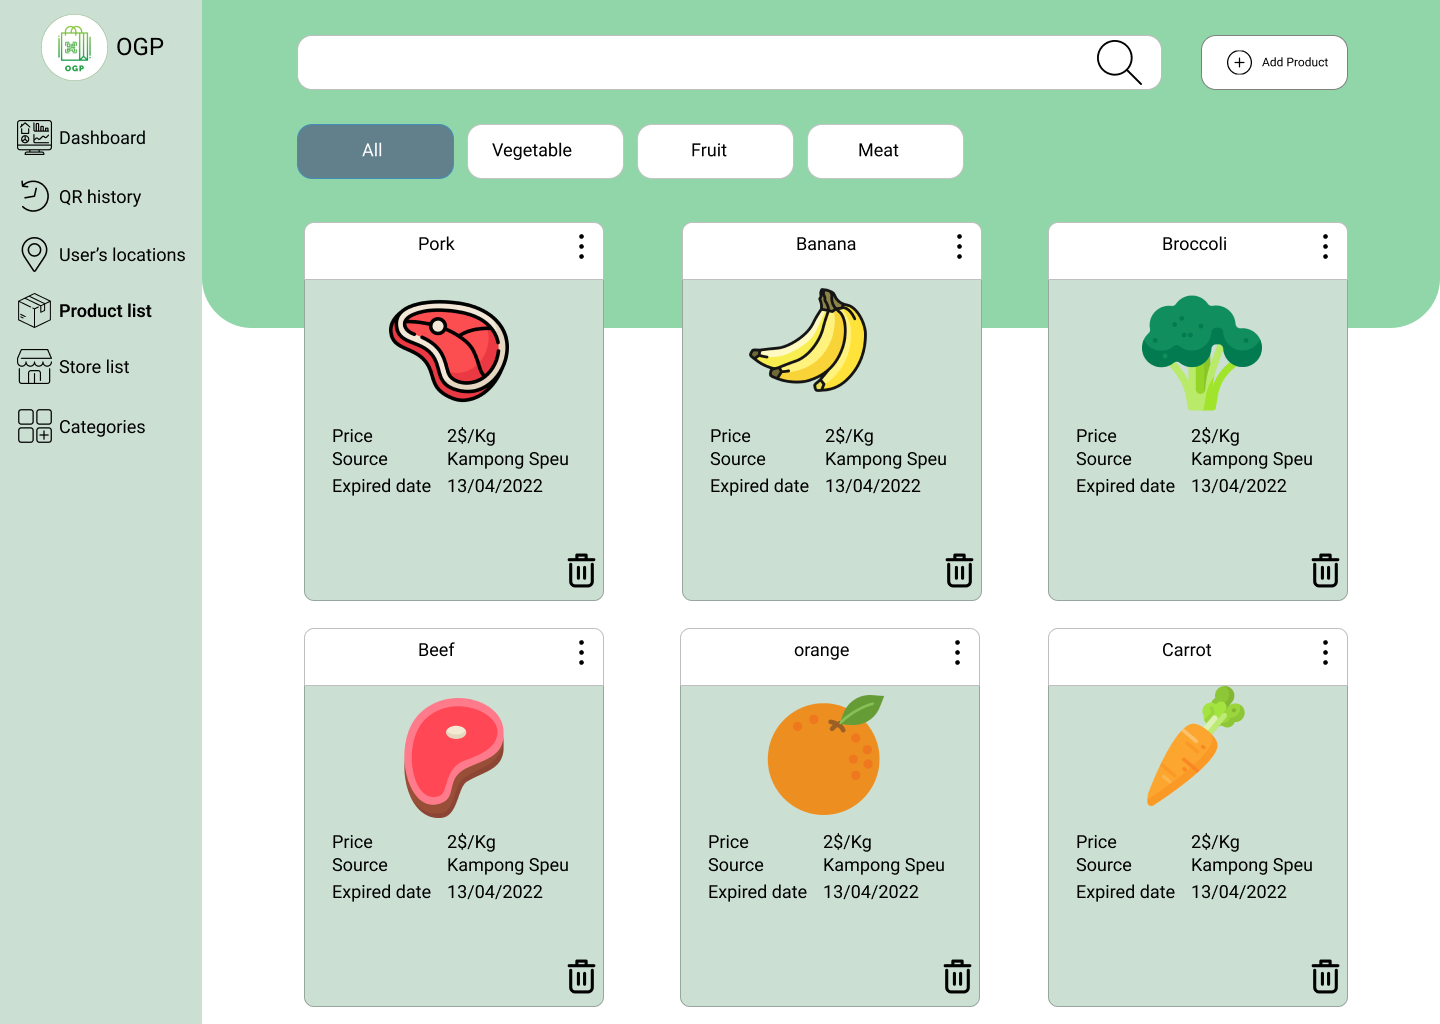 OGP
OGP
Dashboard
QR history
User’s locations
Product list
Store list
Categories
Add Product
All
Vegetable
Fruit
Meat
Pork
Price 2$/Kg
Source Kampong Speu
Expired date 13/04/2022
Banana
Price 2$/Kg
Source Kampong Speu
Expired date 13/04/2022
Broccoli
Price 2$/Kg
Source Kampong Speu
Expired date 13/04/2022
Beef
Price 2$/Kg
Source Kampong Speu
Expired date 13/04/2022
orange
Price 2$/Kg
Source Kampong Speu
Expired date 13/04/2022
Carrot
Price 2$/Kg
Source Kampong Speu
Expired date 13/04/2022